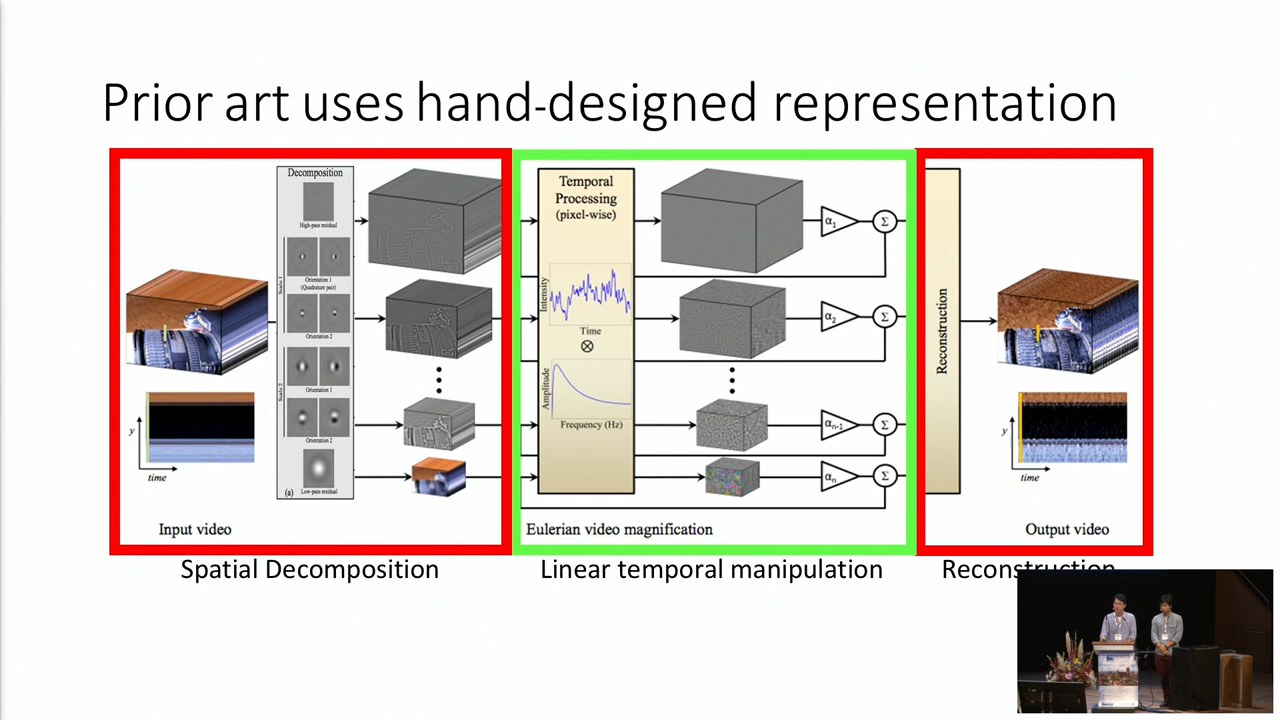 Prior art uses hand-designed representation
Decomposition
High-pass residual
Orientation 1
(Quadrature pair)
Orientation 2
Orientation 1
Orientation 2
Low-pass residual
(a)
y
time
Input video
Temporal
Processing
(pixel-wise)
Intensity
Time
Amplitude
Frequency (Hz)
α1
Σ
α2
Σ
αn-1
Σ
αn
Σ
Eulerian video magnification
Reconstruction
y
time
Output video
Spatial Decomposition
Linear temporal manipulation
Reconstruction